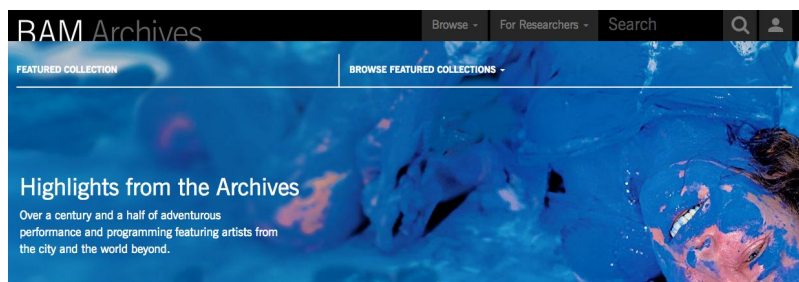 BAM Archives
Browse
For Researchers
Search
FEATURED COLLECTION
BROWSE FEATURED COLLECTIONS
Highlights from the Archives
Over a century and a half of adventurous
performance and programming featuring artists from
the city and the world beyond.